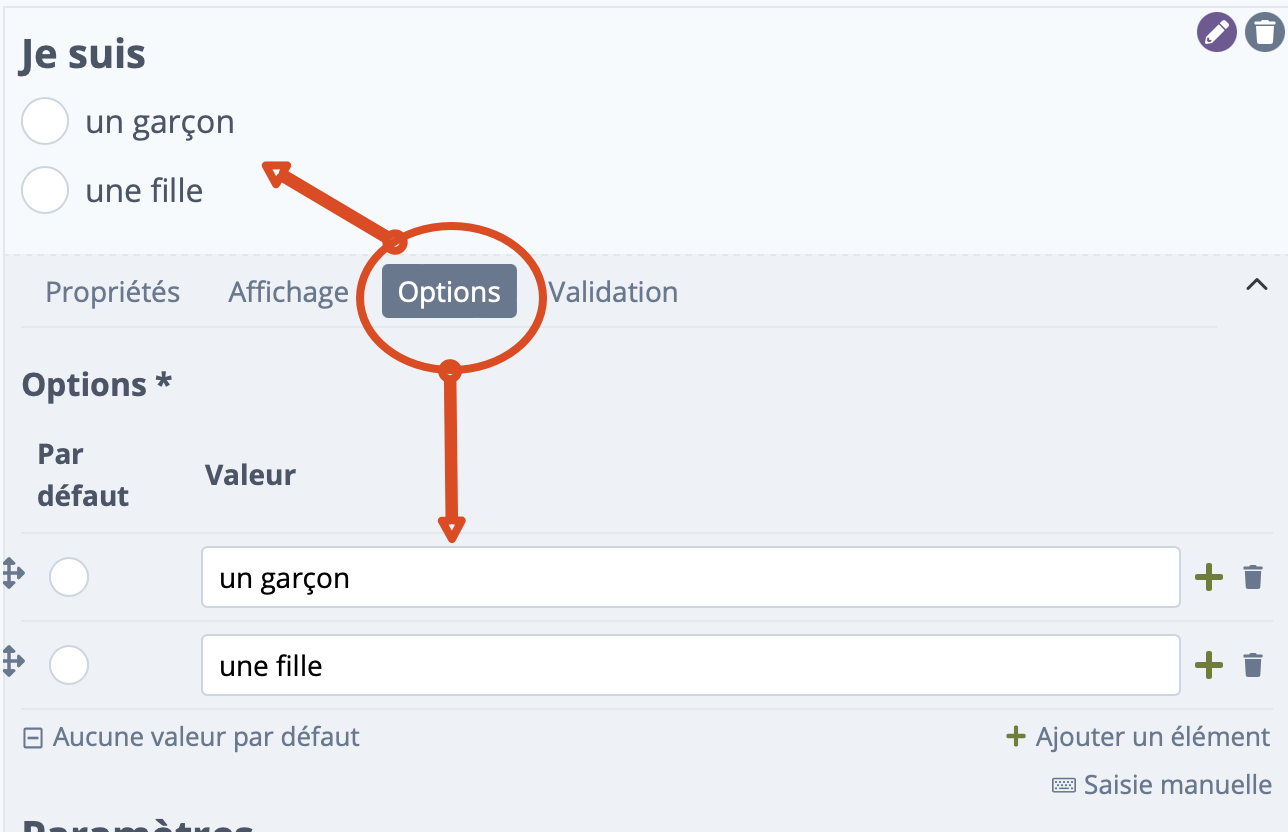 Je suis
un garçon
une fille
Propriétés Affichage Options Validation
Options *
Par
défaut
Valeur
un garçon
une fille
Aucune valeur par défaut
Ajouter un élément
Saisie manuelle
Paramètres